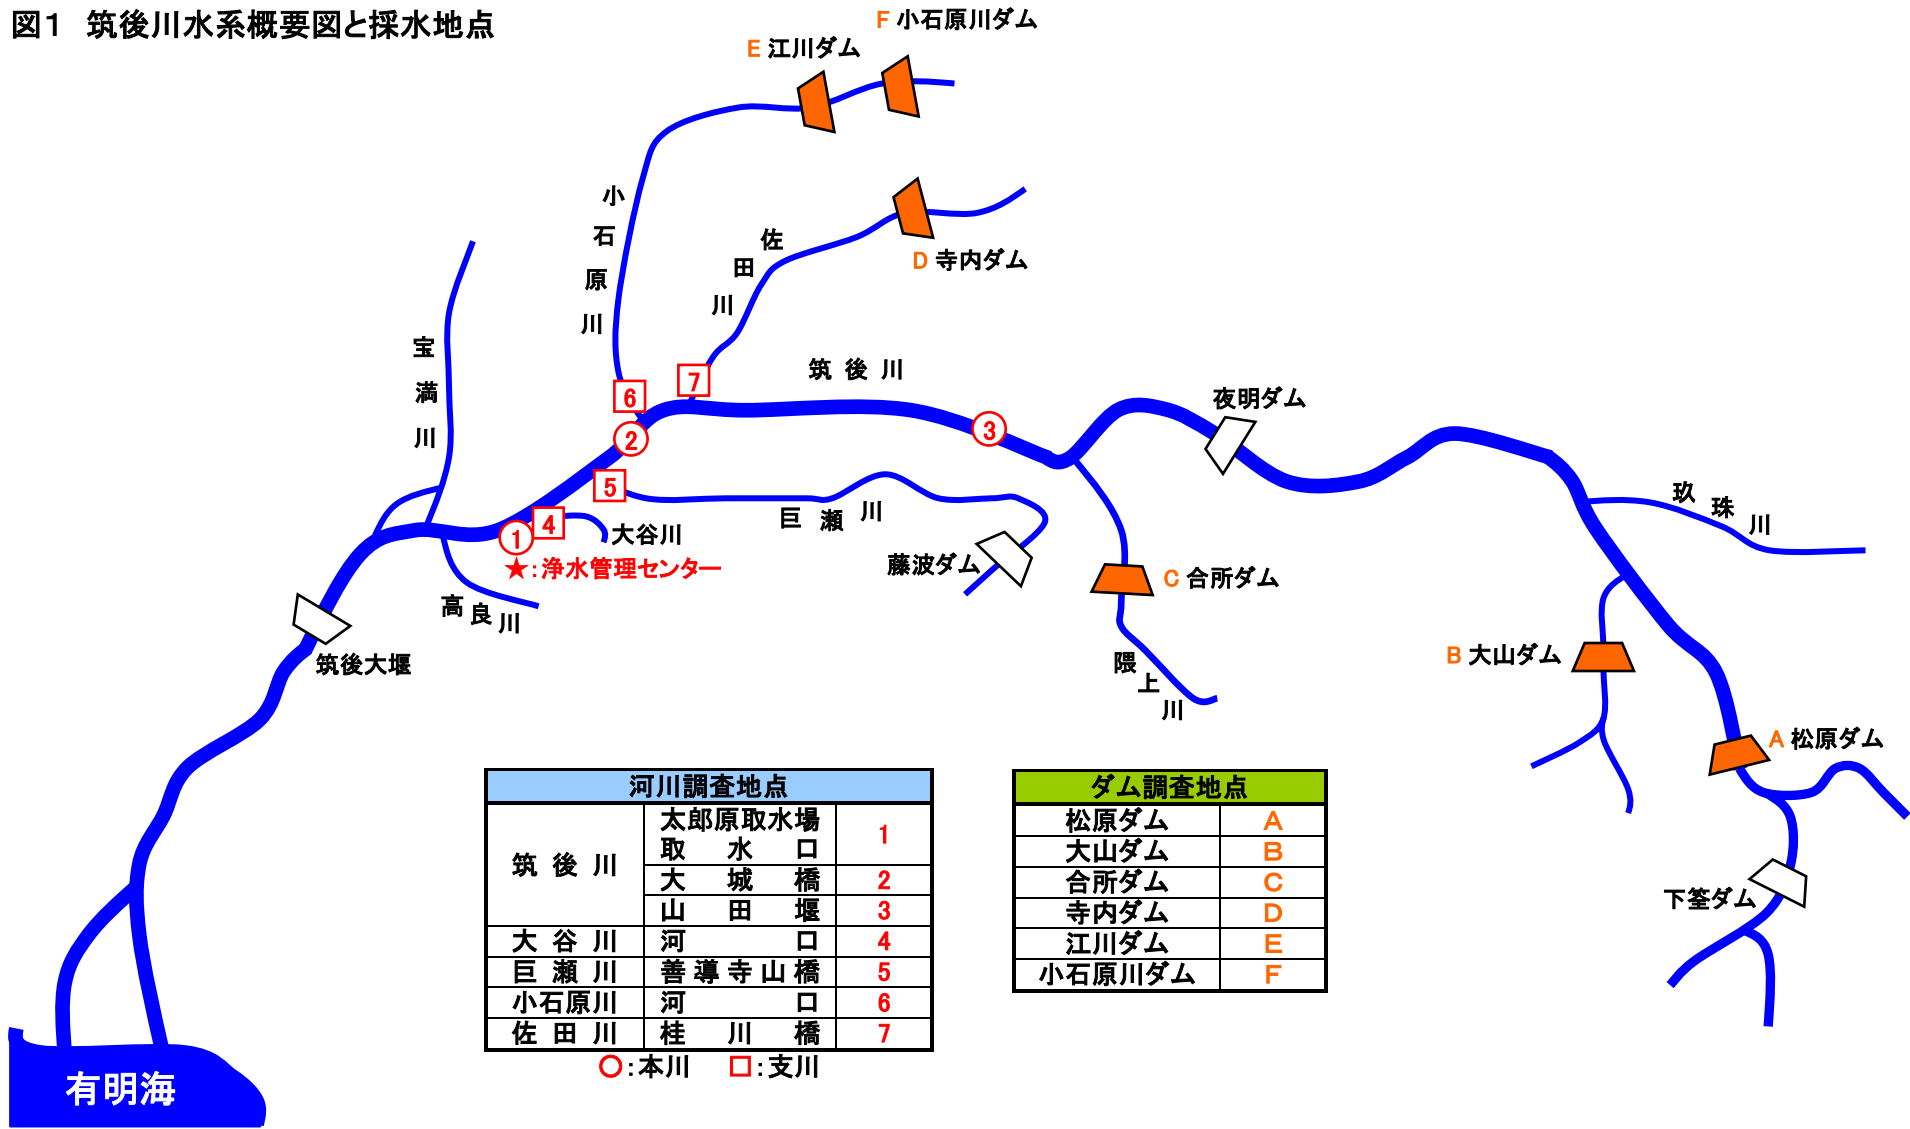 図１ 筑後川水系概要図と採水地点
F 小石原川ダム
E 江川ダム
小石原川
佐田川
D 寺内ダム
宝満川
筑後川
夜明ダム
6
7
2
3
5
4
1
巨瀬川
大谷川
★：浄水管理センター
藤波ダム
C 合所ダム
玖珠川
高良川
筑後大堰
隈上川
B 大山ダム
A 松原ダム
下筌ダム
有明海
河川調査地点
筑後川 太郎原取水場 取水口 1
大城橋 2
山田堰 3
大谷川 河口 4
巨瀬川 善導寺山橋 5
小石原川 河口 6
佐田川 桂川橋 7
○：本川 □：支川
ダム調査地点
松原ダム A
大山ダム B
合所ダム C
寺内ダム D
江川ダム E
小石原川ダム F